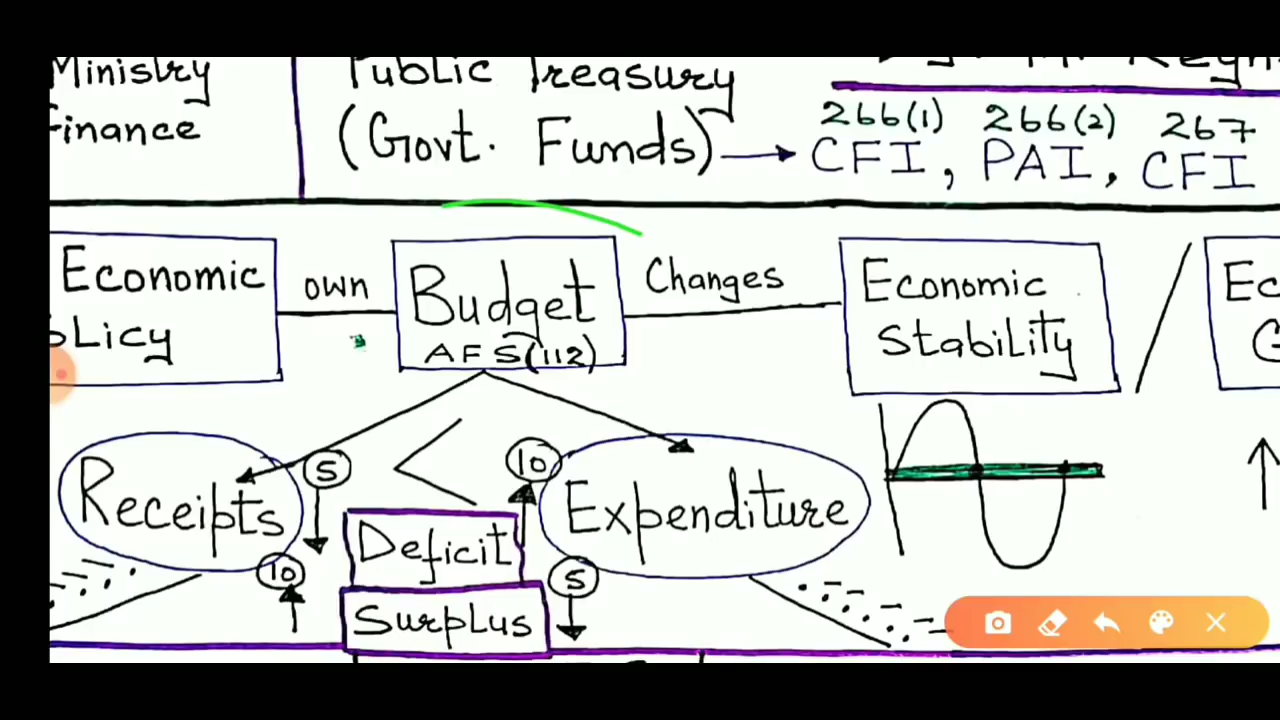 Ministry
Finance
Public Treasury
(Govt. Funds)
266(1) 266(2) 267
CFI, PAI, CFI
Economic
own
Budget
AFS(112)
Changes
Economic
Stability
Receipts
5
10
10
Expenditure
5
Deficit
Surplus